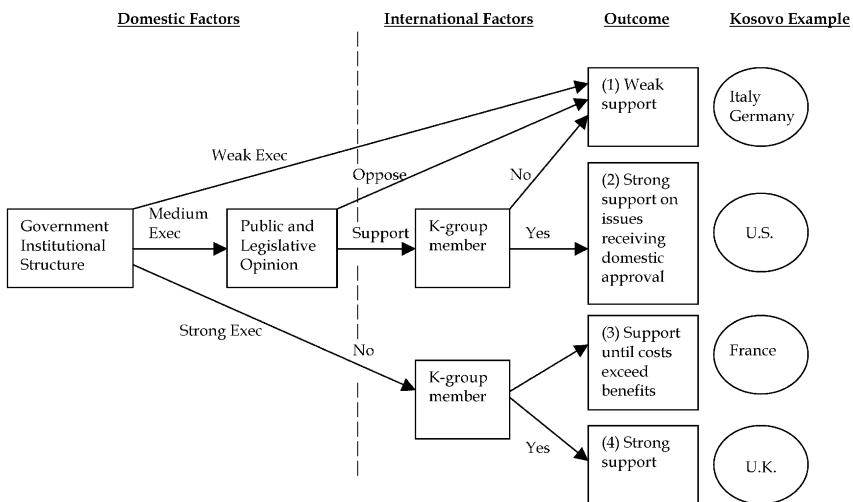 Domestic Factors
International Factors
Outcome
Kosovo Example
(1) Weak
support
Italy
Germany
Weak Exec
Oppose
No
(2) Strong
support on
issues
receiving
domestic
approval
U.S.
Government
Institutional
Structure
Medium
Exec
Public and
Legislative
Opinion
Support
K-group
member
Yes
Strong Exec
No
K-group
member
(3) Support
until costs
exceed
benefits
France
Yes
(4) Strong
support
U.K.